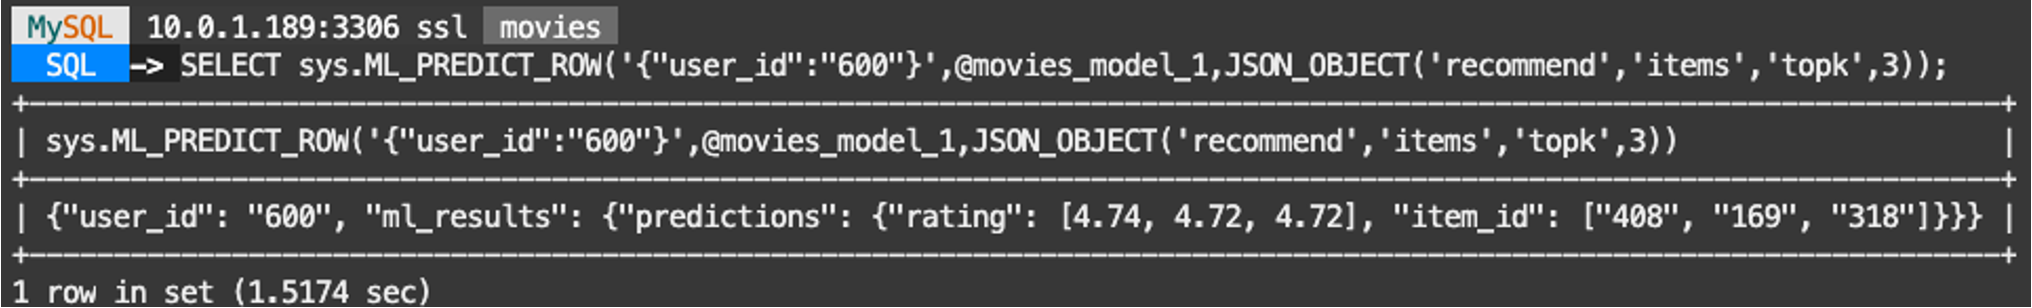 MySQL 10.0.1.189:3306 ssl movies
SQL -> SELECT sys.ML_PREDICT_ROW('{"user_id":"600"}',@movies_model_1,JSON_OBJECT('recommend','items','topk',3));
+--------------------------------------------------------------------------------------------------------------------+
| sys.ML_PREDICT_ROW('{"user_id":"600"}',@movies_model_1,JSON_OBJECT('recommend','items','topk',3))                   |
+--------------------------------------------------------------------------------------------------------------------+
| {"user_id": "600", "ml_results": {"predictions": {"rating": [4.74, 4.72, 4.72], "item_id": ["408", "169", "318"]}}} |
+--------------------------------------------------------------------------------------------------------------------+
1 row in set (1.5174 sec)